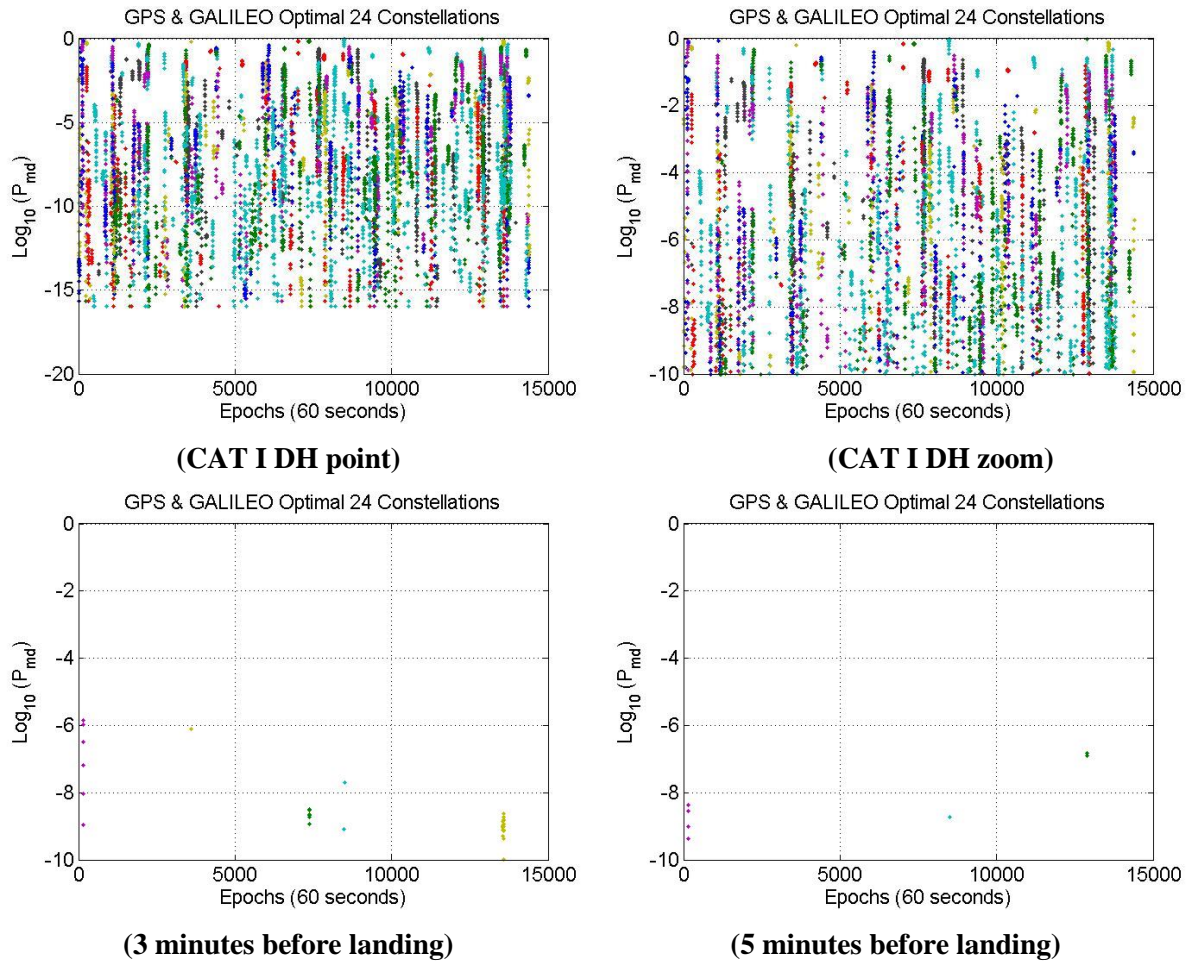 GPS & GALILEO Optimal 24 Constellations
0
-5
-10
-15
-20
Log10 (Pmd)
0 5000 10000 15000
Epochs (60 seconds)
(CAT I DH point)
GPS & GALILEO Optimal 24 Constellations
0
-2
-4
-6
-8
-10
Log10 (Pmd)
0 5000 10000 15000
Epochs (60 seconds)
(CAT I DH zoom)
GPS & GALILEO Optimal 24 Constellations
0
-2
-4
-6
-8
-10
Log10 (Pmd)
0 5000 10000 15000
Epochs (60 seconds)
(3 minutes before landing)
GPS & GALILEO Optimal 24 Constellations
0
-2
-4
-6
-8
-10
Log10 (Pmd)
0 5000 10000 15000
Epochs (60 seconds)
(5 minutes before landing)